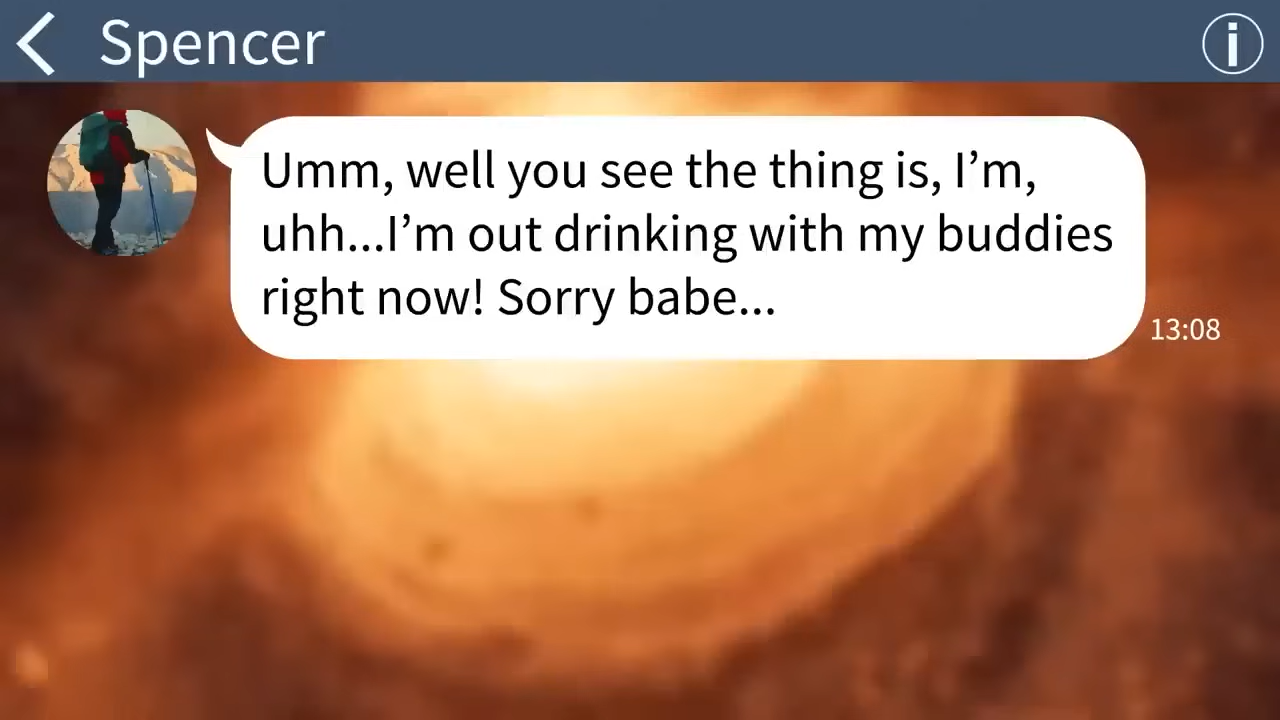 Spencer
Umm, well you see the thing is, I’m,
uhh...I’m out drinking with my buddies
right now! Sorry babe...
13:08